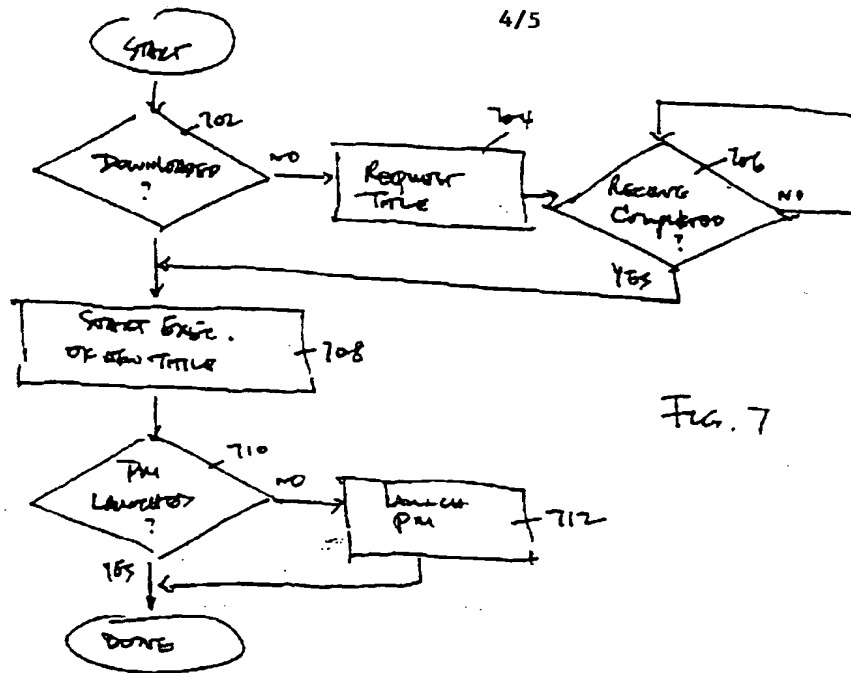 4/5
START
702
DOWNLOADED
?
NO
704
REQUEST
TITLE
706
RECEIVE
COMPLETED
?
NO
YES
START EXEC.
OF NEW TITLE
708
710
PM
LAUNCHED
?
NO
LAUNCH
PM
712
YES
DONE
FIG. 7